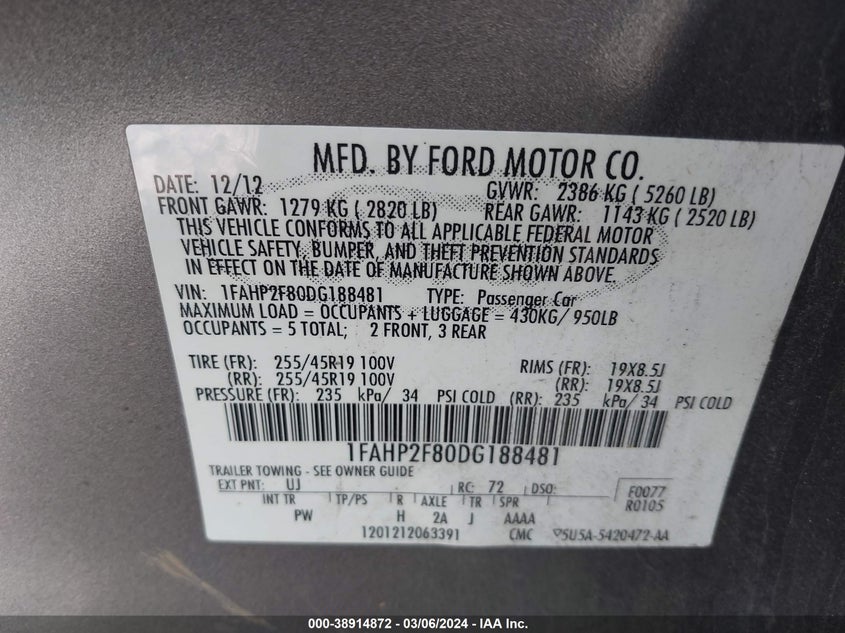 MFD. BY FORD MOTOR CO.
DATE: 12/12 GVWR: 2386 KG ( 5260 LB)
FRONT GAWR: 1279 KG ( 2820 LB) REAR GAWR: 1143 KG ( 2520 LB)
THIS VEHICLE CONFORMS TO ALL APPLICABLE FEDERAL MOTOR
VEHICLE SAFETY, BUMPER, AND THEFT PREVENTION STANDARDS
IN EFFECT ON THE DATE OF MANUFACTURE SHOWN ABOVE.
VIN: 1FAHP2F80DG188481 TYPE: Passenger Car
MAXIMUM LOAD = OCCUPANTS + LUGGAGE = 430KG/ 950LB
OCCUPANTS = 5 TOTAL; 2 FRONT, 3 REAR
TIRE (FR): 255/45R19 100V RIMS (FR): 19X8.5J
(RR): 255/45R19 100V (RR): 19X8.5J
PRESSURE (FR): 235 kPa/ 34 PSI COLD (RR): 235 kPa/ 34 PSI COLD
1FAHP2F80DG188481
TRAILER TOWING - SEE OWNER GUIDE
EXT PNT: UJ RC: 72 DSO: F0077
INT TR TP/PS R AXLE TR SPR R0105
PW H 2A J AAAA
1201212063391 CMC 5U5A-5420472-AA
000-38914872 - 03/06/2024 - IAA Inc.